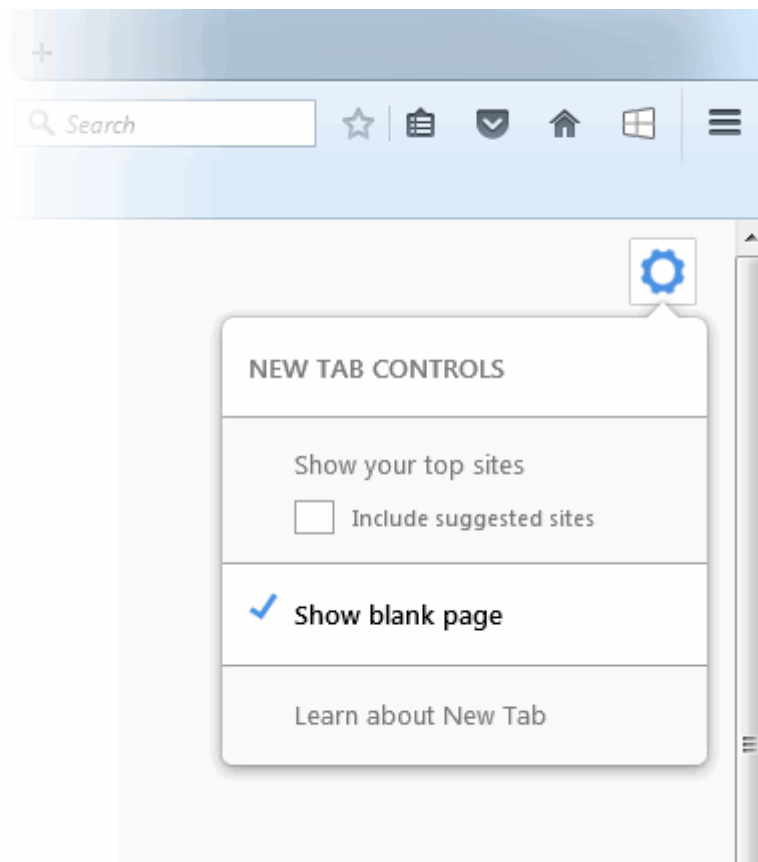 Search
NEW TAB CONTROLS
Show your top sites
Include suggested sites
Show blank page
Learn about New Tab